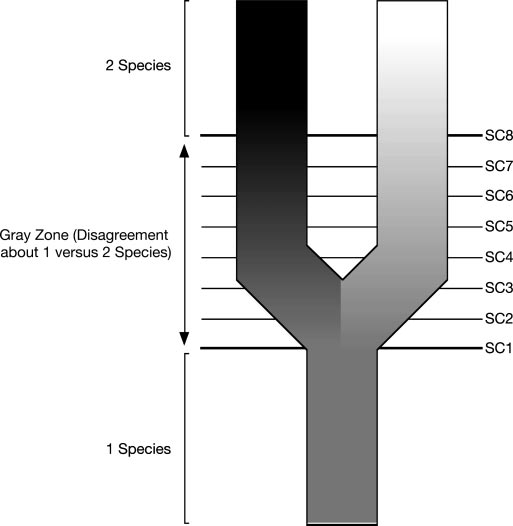 2 Species
SC8
SC7
SC6
SC5
Gray Zone (Disagreement
about 1 versus 2 Species)
SC4
SC3
SC2
SC1
1 Species